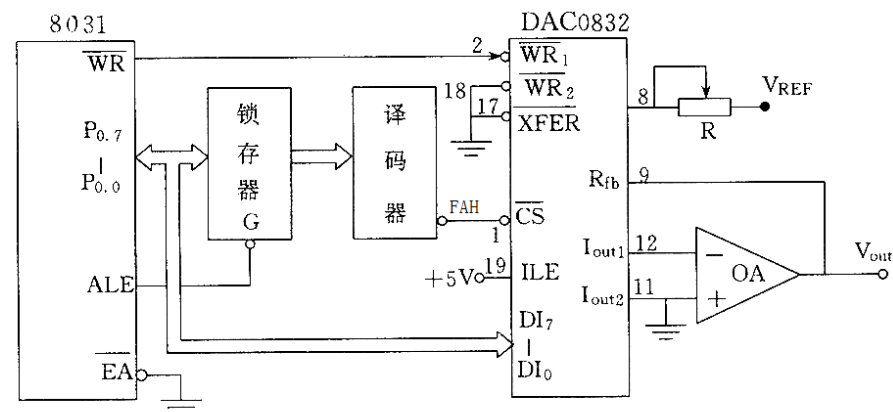 8031
DAC0832
WR
2
WR1
18
WR2
17
XFER
8
R
VREF
P0.7
P0.0
锁存器
G
译码器
FAH
1
CS
Rfb
9
ALE
+5V
19
ILE
Iout1
12
Iout2
11
−
+
OA
Vout
DI7
DI0
EA